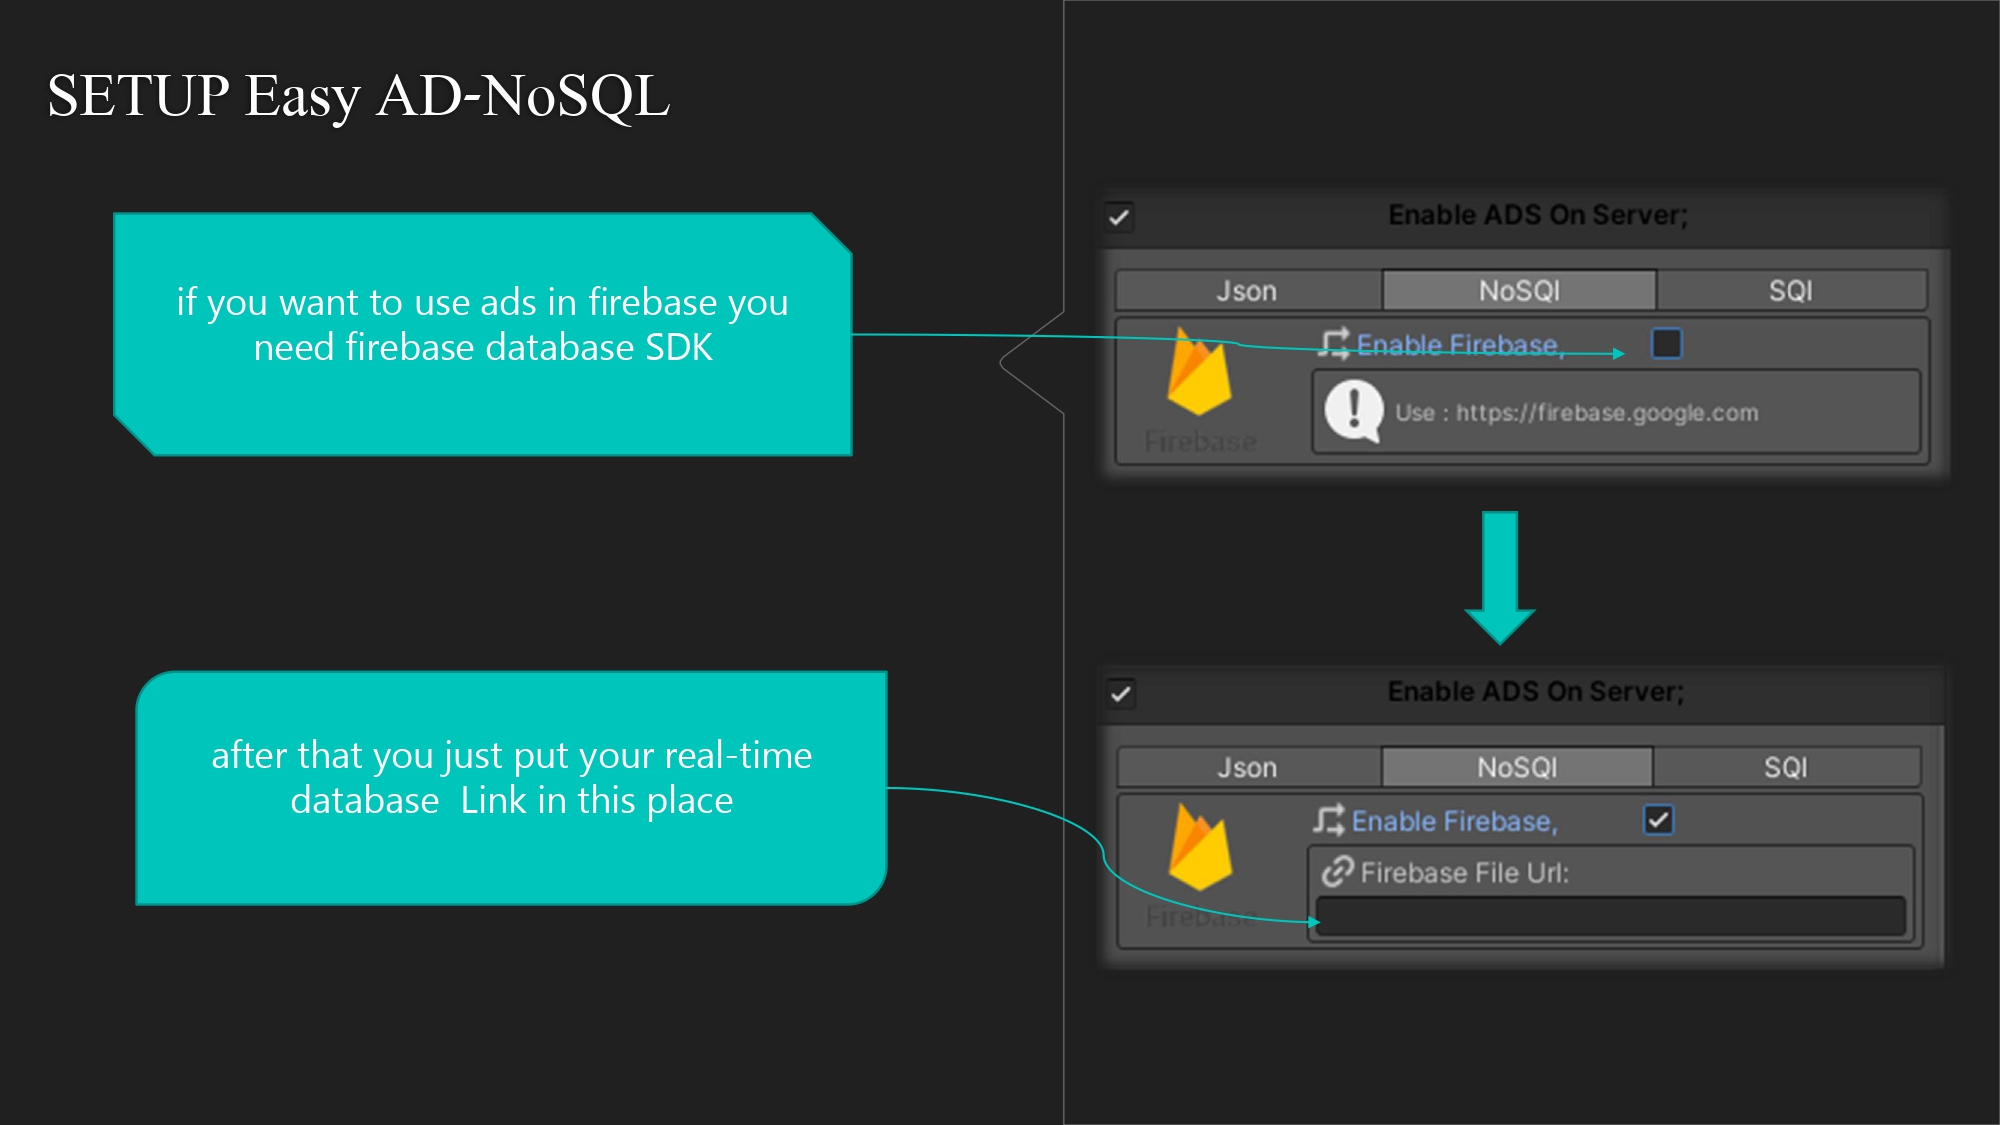 SETUP Easy AD-NoSQL
if you want to use ads in firebase you
need firebase database SDK
Enable ADS On Server;
Json NoSQl SQl
Enable Firebase,
Use : https://firebase.google.com
Firebase
after that you just put your real-time
database  Link in this place
Enable ADS On Server;
Json NoSQl SQl
Enable Firebase,
Firebase File Url:
Firebase